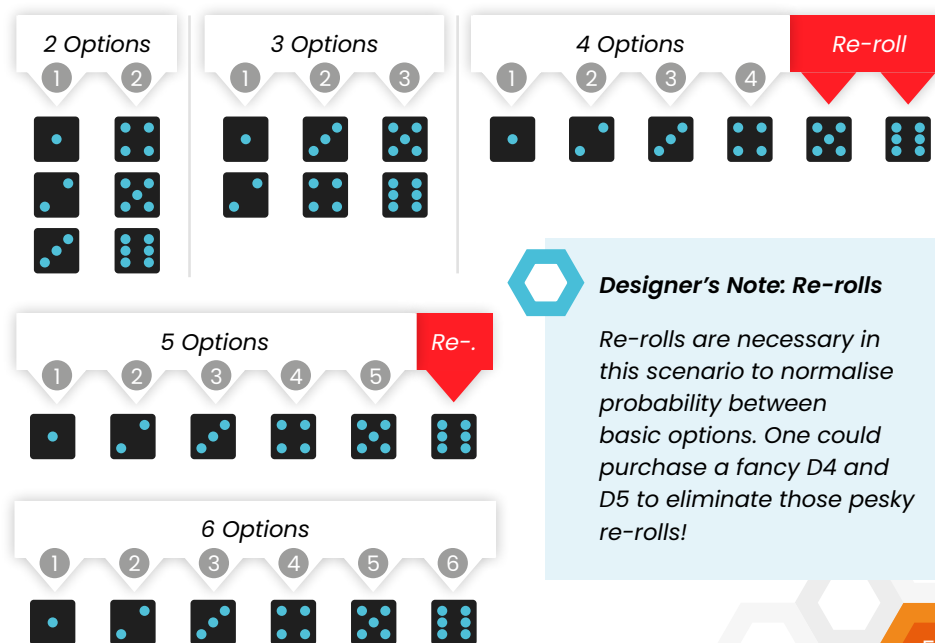 2 Options
1 2
3 Options
1 2 3
4 Options
Re-roll
1 2 3 4
5 Options
Re-.
1 2 3 4 5
6 Options
1 2 3 4 5 6
Designer's Note: Re-rolls
Re-rolls are necessary in
this scenario to normalise
probability between
basic options. One could
purchase a fancy D4 and
D5 to eliminate those pesky
re-rolls!